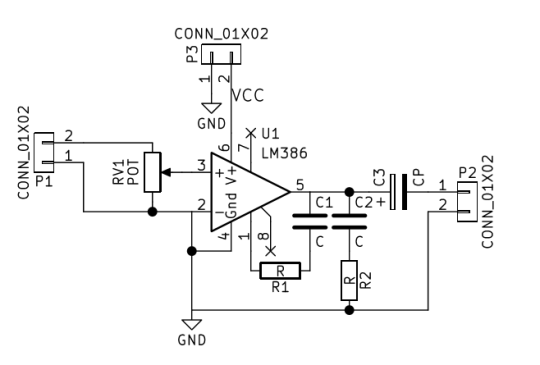 CONN_01X02
P3
1
2
VCC
GND
CONN_01X02
P1
2
1
RV1
POT
U1
LM386
6
7
3
+
V+
2
-
Gnd
4
1
8
5
C1
C
C2
C
+
C3
CP
P2
1
2
CONN_01X02
R
R1
R
R2
GND